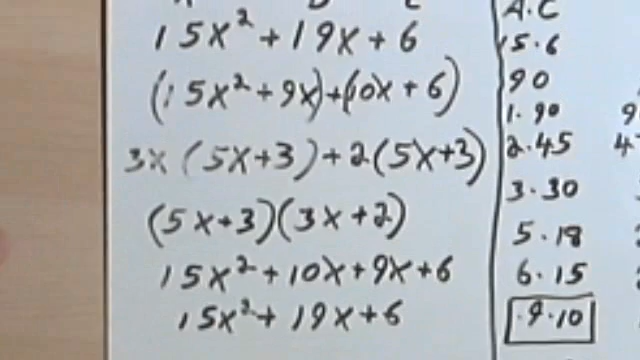 15x² + 19x + 6
(15x² + 9x) + (10x + 6)
3x (5x+3) + 2(5x+3)
(5x+3)(3x+2)
15x² + 10x + 9x + 6
15x² + 19x + 6
A.C
15.6
90
1.90
2.45
3.30
5.18
6.15
.9.10